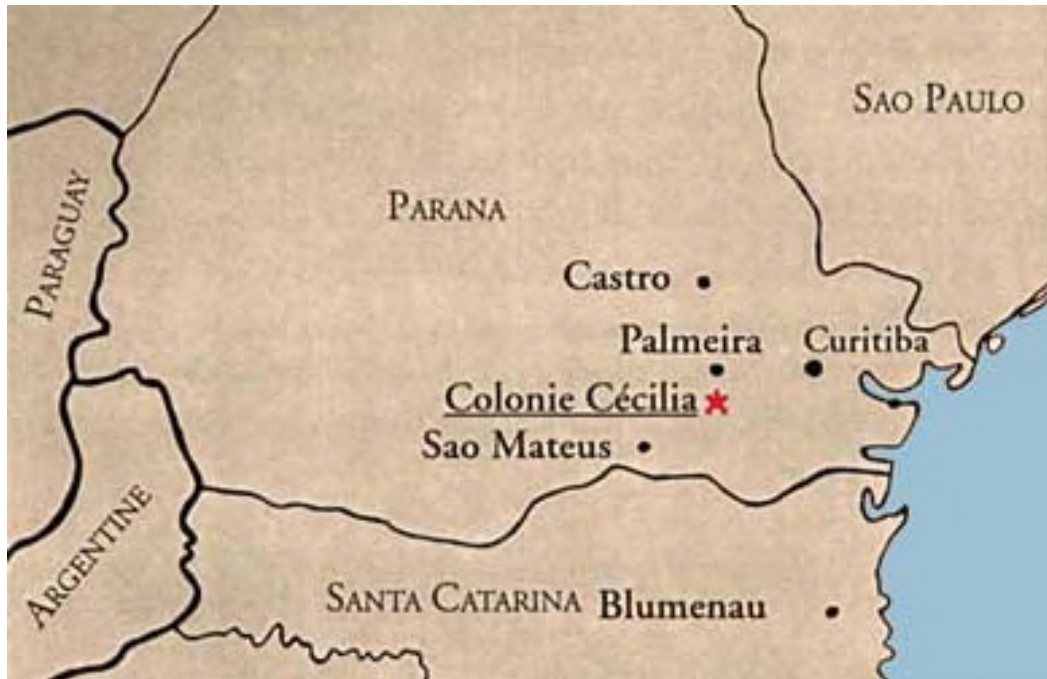 SAO PAULO
PARAGUAY
PARANA
Castro
Palmeira
Curitiba
Colonie Cécilia
Sao Mateus
ARGENTINE
SANTA CATARINA
Blumenau